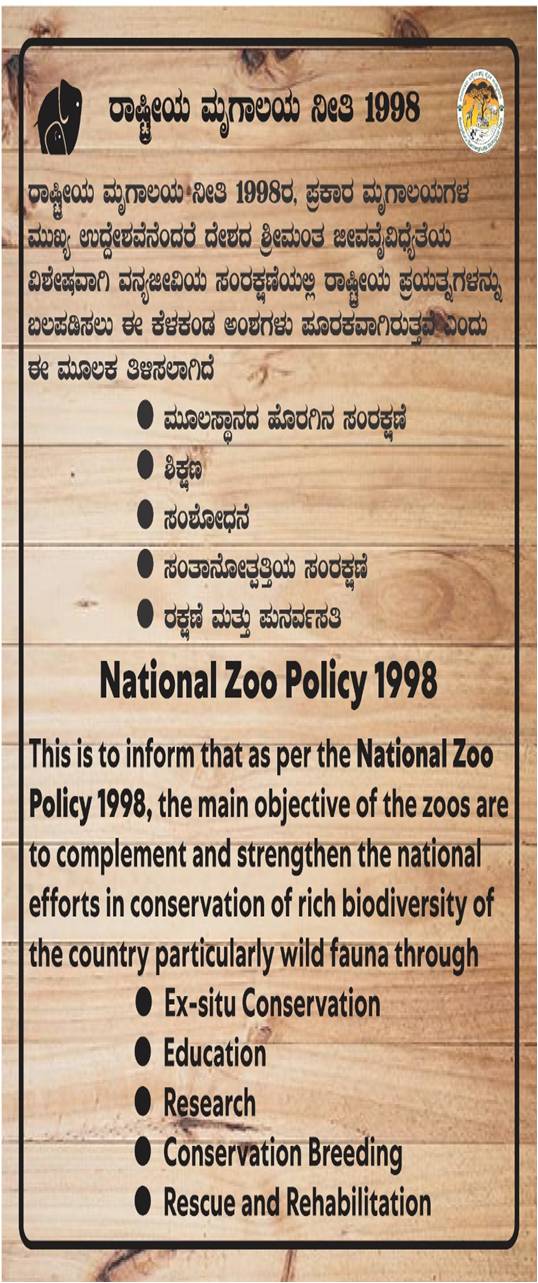 ರಾಷ್ಟ್ರೀಯ ಮೃಗಾಲಯ ನೀತಿ 1998
ರಾಷ್ಟ್ರೀಯ ಮೃಗಾಲಯ ನೀತಿ 1998ರ, ಪ್ರಕಾರ ಮೃಗಾಲಯಗಳ
ಮುಖ್ಯ ಉದ್ದೇಶವೆನೆಂದರೆ ದೇಶದ ಶ್ರೀಮಂತ ಜೀವವೈವಿಧ್ಯೆತೆಯ
ವಿಶೇಷವಾಗಿ ವನ್ಯಜೀವಿಯ ಸಂರಕ್ಷಣೆಯಲ್ಲಿ ರಾಷ್ಟ್ರೀಯ ಪ್ರಯತ್ನಗಳನ್ನು
ಬಲಪಡಿಸಲು ಈ ಕೆಳಕಂಡ ಅಂಶಗಳು ಪೂರಕವಾಗಿರುತ್ತವೆ ಎಂದು
ಈ ಮೂಲಕ ತಿಳಿಸಲಾಗಿದೆ
● ಮೂಲಸ್ಥಾನದ ಹೊರಗಿನ ಸಂರಕ್ಷಣೆ
● ಶಿಕ್ಷಣ
● ಸಂಶೋಧನೆ
● ಸಂತಾನೋತ್ಪತ್ತಿಯ ಸಂರಕ್ಷಣೆ
● ರಕ್ಷಣೆ ಮತ್ತು ಪುನರ್ವಸತಿ
National Zoo Policy 1998
This is to inform that as per the National Zoo
Policy 1998, the main objective of the zoos are
to complement and strengthen the national
efforts in conservation of rich biodiversity of
the country particularly wild fauna through
● Ex-situ Conservation
● Education
● Research
● Conservation Breeding
● Rescue and Rehabilitation